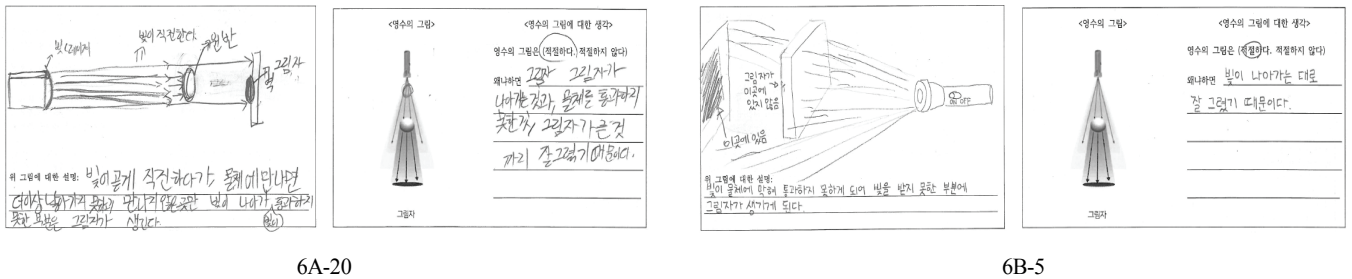 빛(레이저
빛이 직진한다.
원반
그림자
벽
위 그림에 대한 설명: 빛이 곧게 직진하다가, 물체에 만나면
더이상 나아가지 못하고 만나지 않은 곳만 빛이 나아가, 통과하지
못한 부분은 그림자가 생긴다.
빛이
<영수의 그림>
그림자
<영수의 그림에 대한 생각>
영수의 그림은 (적절하다. 적절하지 않다)
왜냐하면 그림자가
나아가는 것과, 물체를 통과하지
못한 것, 그림자가 큰 것
까지 잘 그렸기 때문이다.
6A-20
그림자가
이곳에
있지 않음
이곳에 있음
ON OFF
위 그림에 대한 설명:
빛이 물체에 막혀 통과하지 못하게 되어 빛을 받지 못한 부분에
그림자가 생기게 된다.
<영수의 그림>
그림자
<영수의 그림에 대한 생각>
영수의 그림은 (적절하다. 적절하지 않다)
왜냐하면 빛이 나아가는 대로
잘 그렸기 때문이다.
6B-5